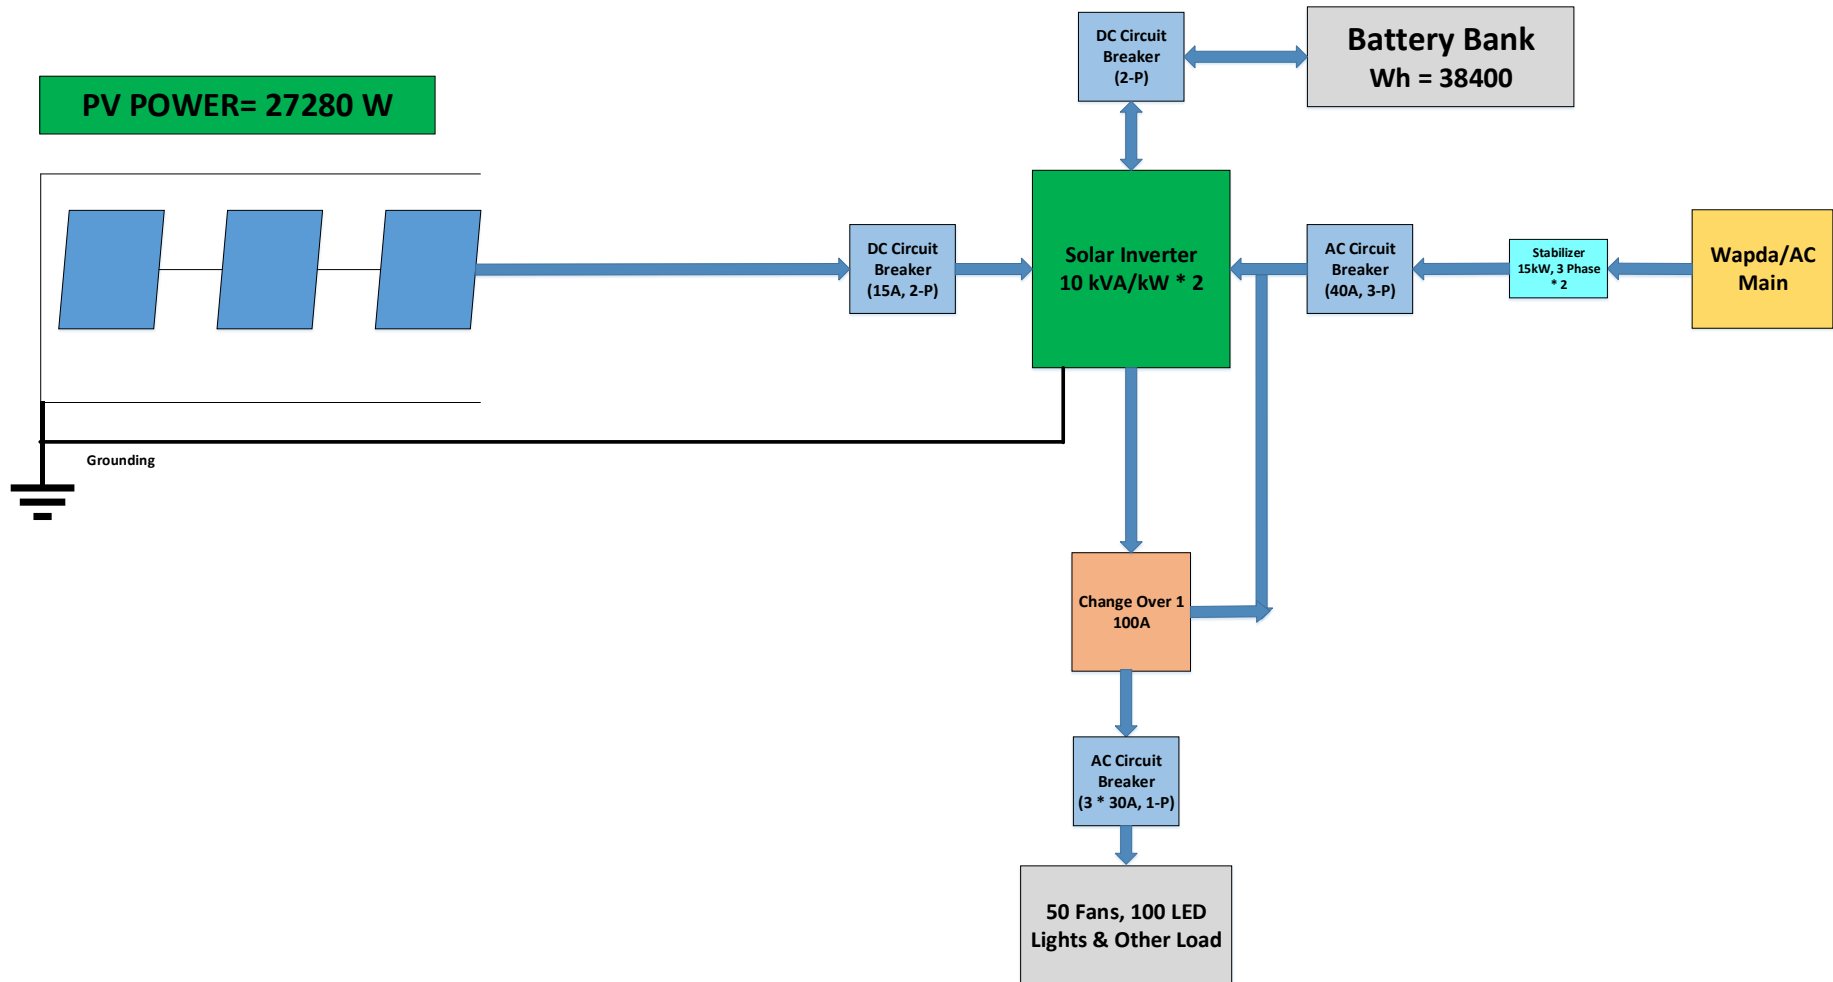 DC Circuit
Breaker
(2-P)
Battery Bank
Wh = 38400
PV POWER= 27280 W
DC Circuit
Breaker
(15A, 2-P)
Solar Inverter
10 kVA/kW * 2
AC Circuit
Breaker
(40A, 3-P)
Stabilizer
15kW, 3 Phase
* 2
Wapda/AC
Main
Grounding
Change Over 1
100A
AC Circuit
Breaker
(3 * 30A, 1-P)
50 Fans, 100 LED
Lights & Other Load